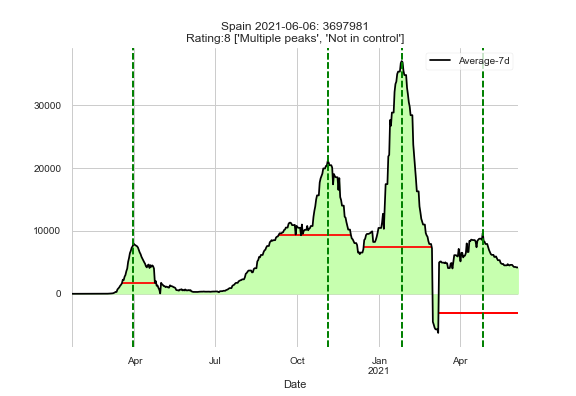 Spain 2021-06-06: 3697981
Rating:8 ['Multiple peaks', 'Not in control']
Average-7d
30000
20000
10000
0
Apr Jul Oct Jan Apr
2021
Date